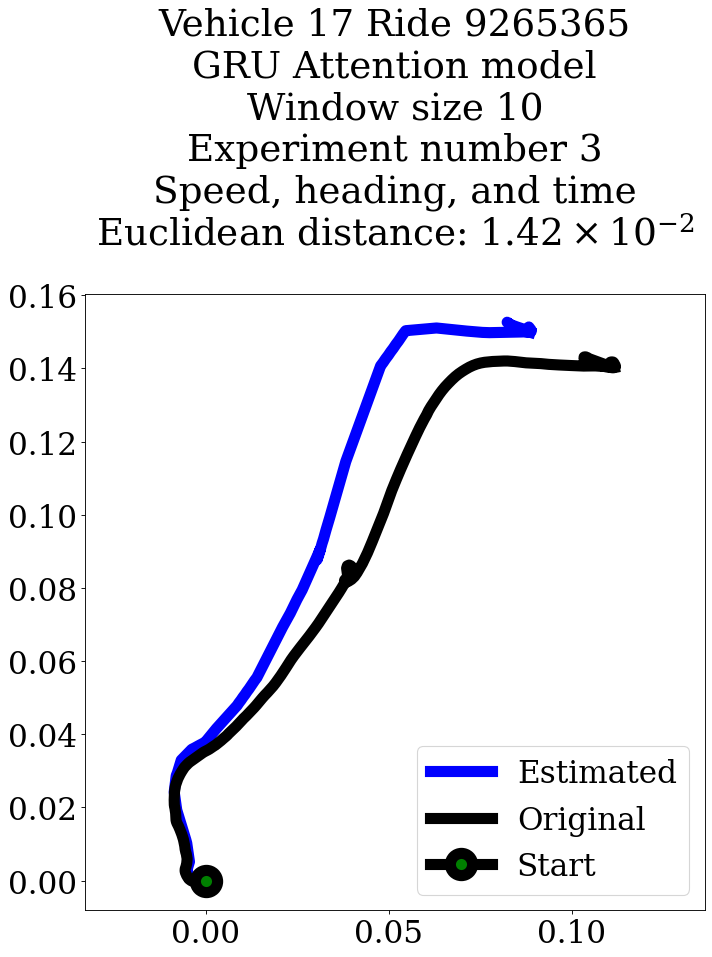 Vehicle 17 Ride 9265365
GRU Attention model
Window size 10
Experiment number 3
Speed, heading, and time
Euclidean distance: 1.42 × 10⁻²
0.16
0.14
0.12
0.10
0.08
0.06
0.04
0.02
0.00
Estimated
Original
Start
0.00 0.05 0.10